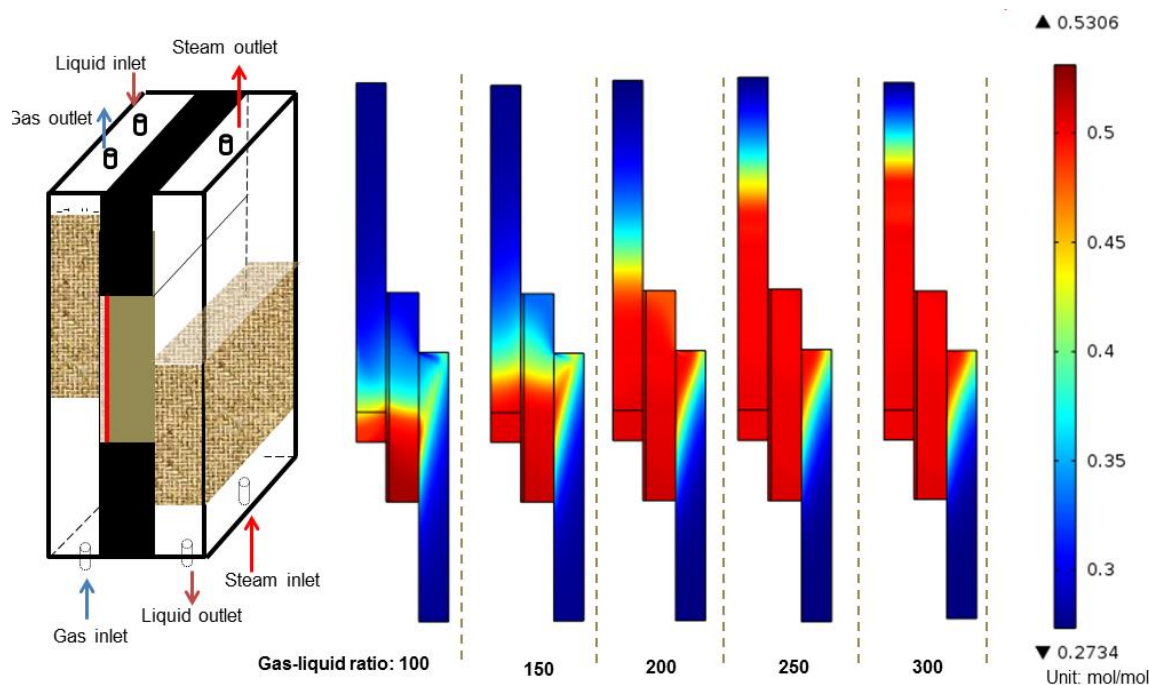 Steam outlet
Liquid inlet
Gas outlet
Steam inlet
Liquid outlet
Gas inlet
Gas-liquid ratio: 100
150
200
250
300
▲ 0.5306
0.5
0.45
0.4
0.35
0.3
▼ 0.2734
Unit: mol/mol